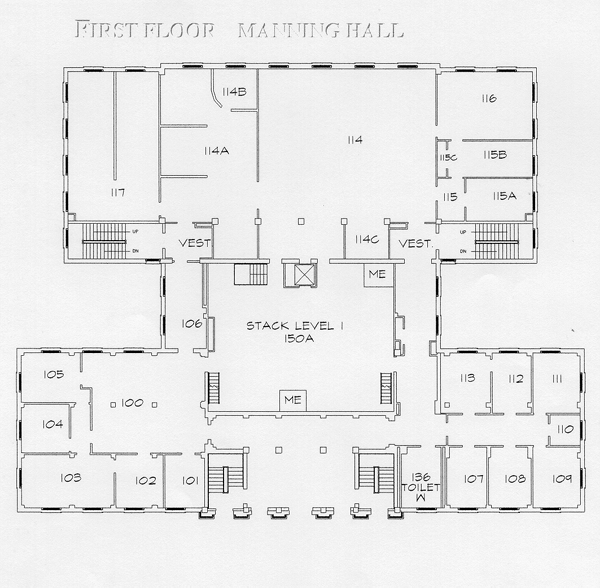 FIRST FLOOR MANNING HALL
114B
116
114
114A
115C
115B
117
115
115A
UP
DN
VEST
114C
VEST.
UP
DN
ME
106
STACK LEVEL 1
150A
105
113
112
111
100
ME
104
110
103
102
101
136
TOILET
W
107
108
109